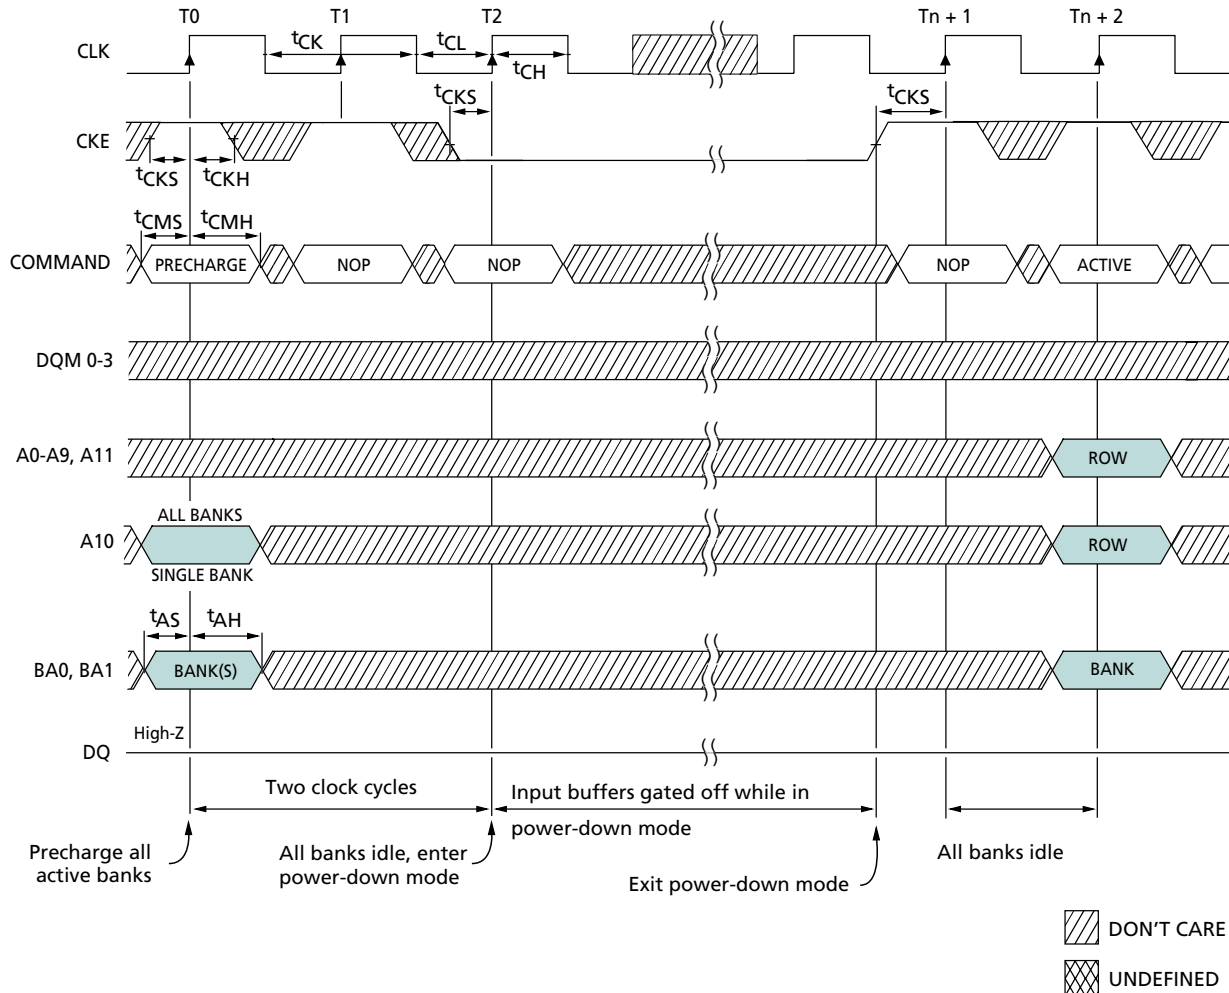 T0 T1 T2 Tn + 1 Tn + 2
CLK
tCK tCL
tCH
tCKS tCKS
CKE
tCKS tCKH
tCMS tCMH
COMMAND PRECHARGE NOP NOP NOP ACTIVE
DQM 0-3
A0-A9, A11 ROW
ALL BANKS
A10 ROW
SINGLE BANK
tAS tAH
BA0, BA1 BANK(S) BANK
High-Z
DQ
Two clock cycles
Input buffers gated off while in
power-down mode
Precharge all
active banks
All banks idle, enter
power-down mode
Exit power-down mode
All banks idle
DON'T CARE
UNDEFINED